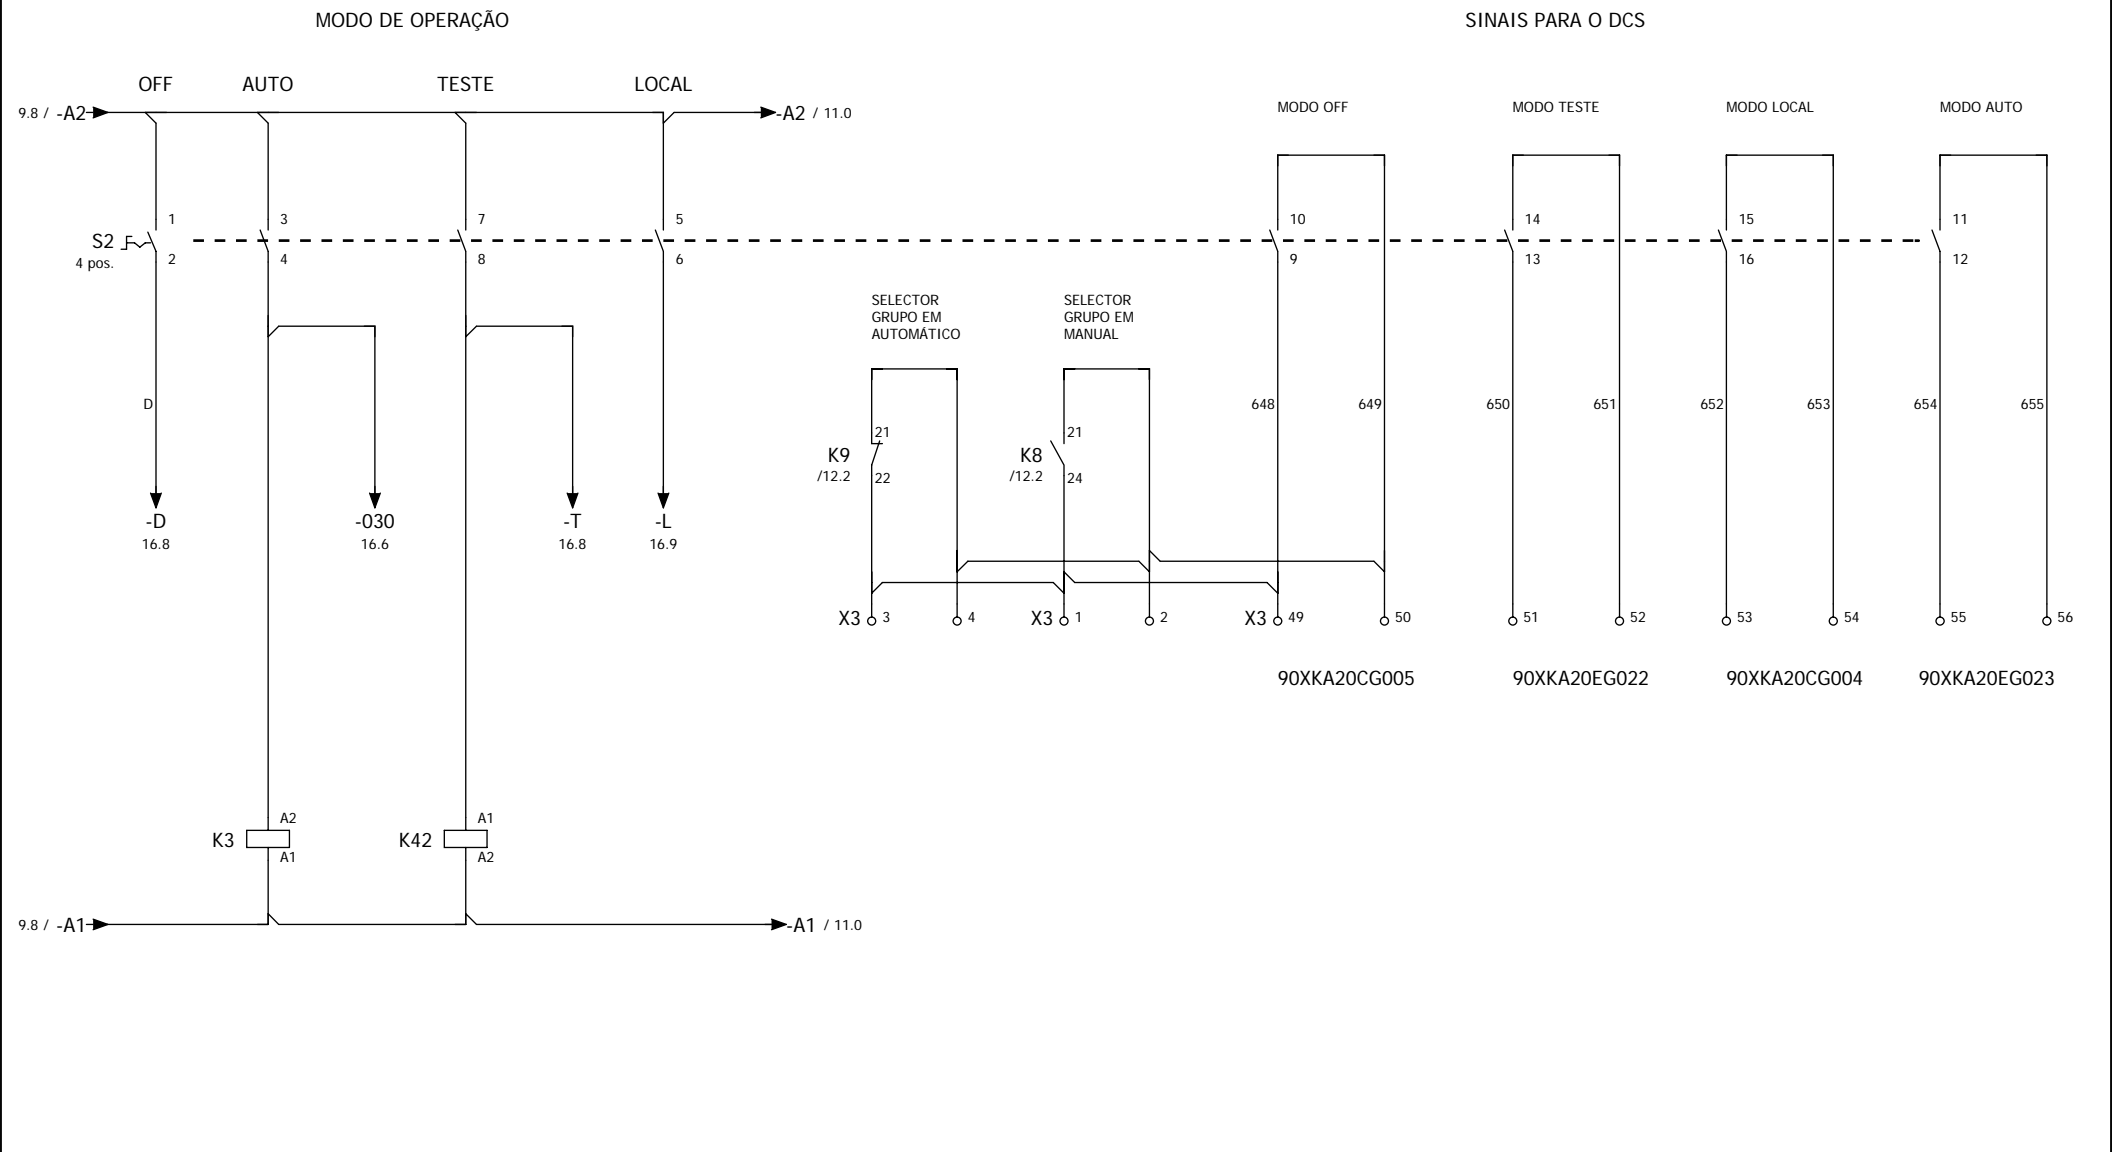 MODO DE OPERAÇÃO
SINAIS PARA O DCS
OFF AUTO TESTE LOCAL
9.8 / -A2
-A2 / 11.0
MODO OFF
MODO TESTE
MODO LOCAL
MODO AUTO
1 3 7 5 10 14 15 11
S2
4 pos.
2 4 8 6 9 13 16 12
SELECTOR
GRUPO EM
AUTOMÁTICO
SELECTOR
GRUPO EM
MANUAL
D
648 649 650 651 652 653 654 655
21 21
K9
/12.2
22
K8
/12.2
24
-D
16.8
-030
16.6
-T
16.8
-L
16.9
X3 3 4 X3 1 2 X3 49 50 51 52 53 54 55 56
90XKA20CG005
90XKA20EG022
90XKA20CG004
90XKA20EG023
A2 A1
K3 K42
A1 A2
9.8 / -A1
-A1 / 11.0